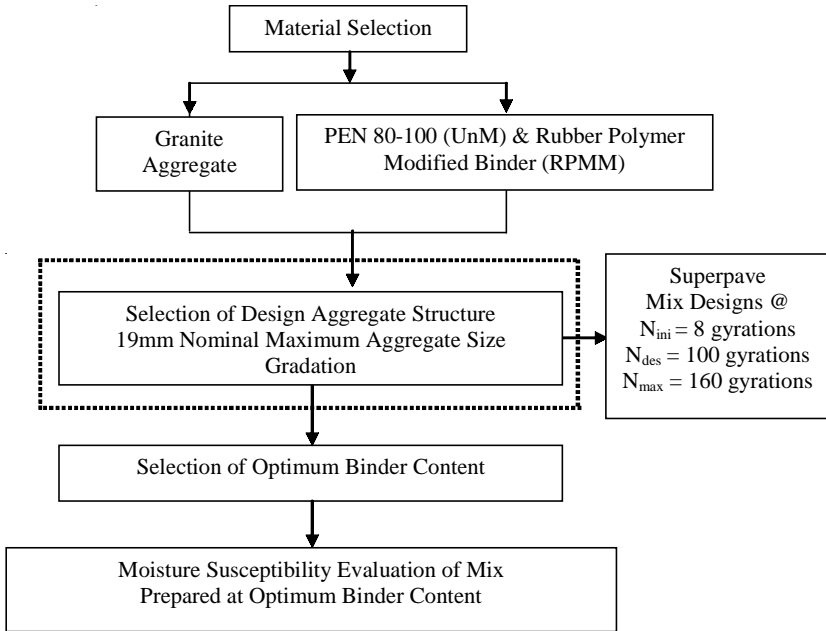 Material Selection
Granite
Aggregate
PEN 80-100 (UnM) & Rubber Polymer
Modified Binder (RPMM)
Selection of Design Aggregate Structure
19mm Nominal Maximum Aggregate Size
Gradation
Superpave
Mix Designs @
Nini = 8 gyrations
Ndes = 100 gyrations
Nmax = 160 gyrations
Selection of Optimum Binder Content
Moisture Susceptibility Evaluation of Mix
Prepared at Optimum Binder Content